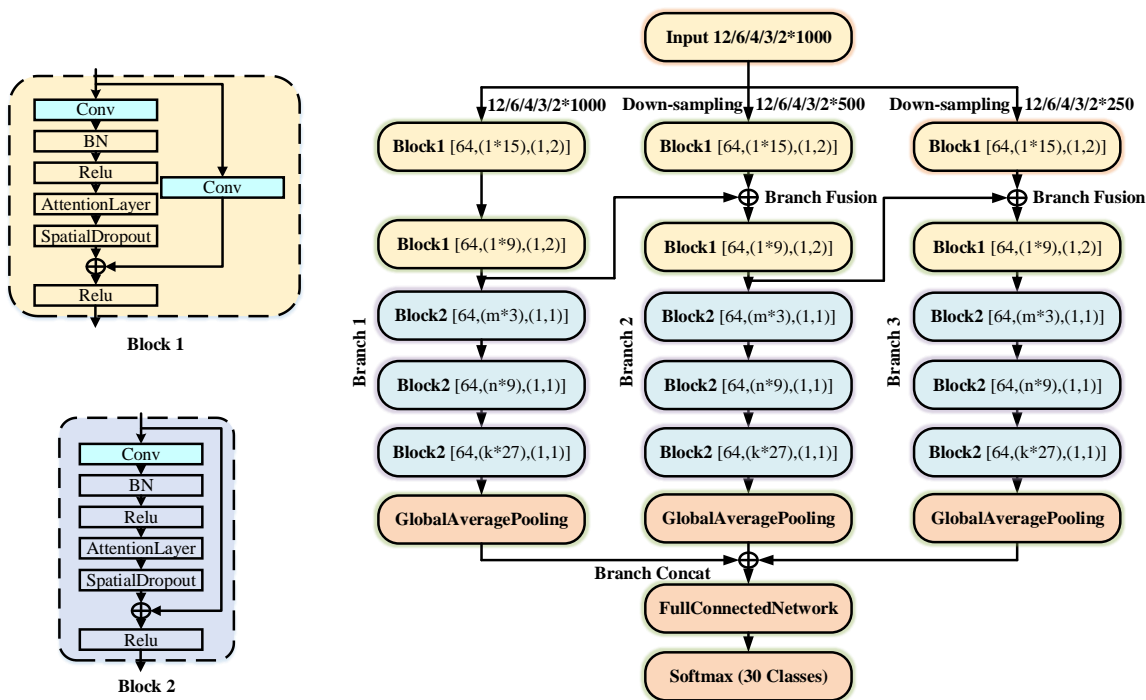 Conv
BN
Relu
AttentionLayer
SpatialDropout
Relu
Conv
Block 1
Conv
BN
Relu
AttentionLayer
SpatialDropout
Relu
Block 2
Input 12/6/4/3/2*1000
12/6/4/3/2*1000
Down-sampling 12/6/4/3/2*500
Down-sampling 12/6/4/3/2*250
Block1 [64,(1*15),(1,2)]
Block1 [64,(1*15),(1,2)]
Block1 [64,(1*15),(1,2)]
Branch Fusion
Branch Fusion
Block1 [64,(1*9),(1,2)]
Block1 [64,(1*9),(1,2)]
Block1 [64,(1*9),(1,2)]
Branch 1
Branch 2
Branch 3
Block2 [64,(m*3),(1,1)]
Block2 [64,(m*3),(1,1)]
Block2 [64,(m*3),(1,1)]
Block2 [64,(n*9),(1,1)]
Block2 [64,(n*9),(1,1)]
Block2 [64,(n*9),(1,1)]
Block2 [64,(k*27),(1,1)]
Block2 [64,(k*27),(1,1)]
Block2 [64,(k*27),(1,1)]
GlobalAveragePooling
GlobalAveragePooling
GlobalAveragePooling
Branch Concat
FullConnectedNetwork
Softmax (30 Classes)